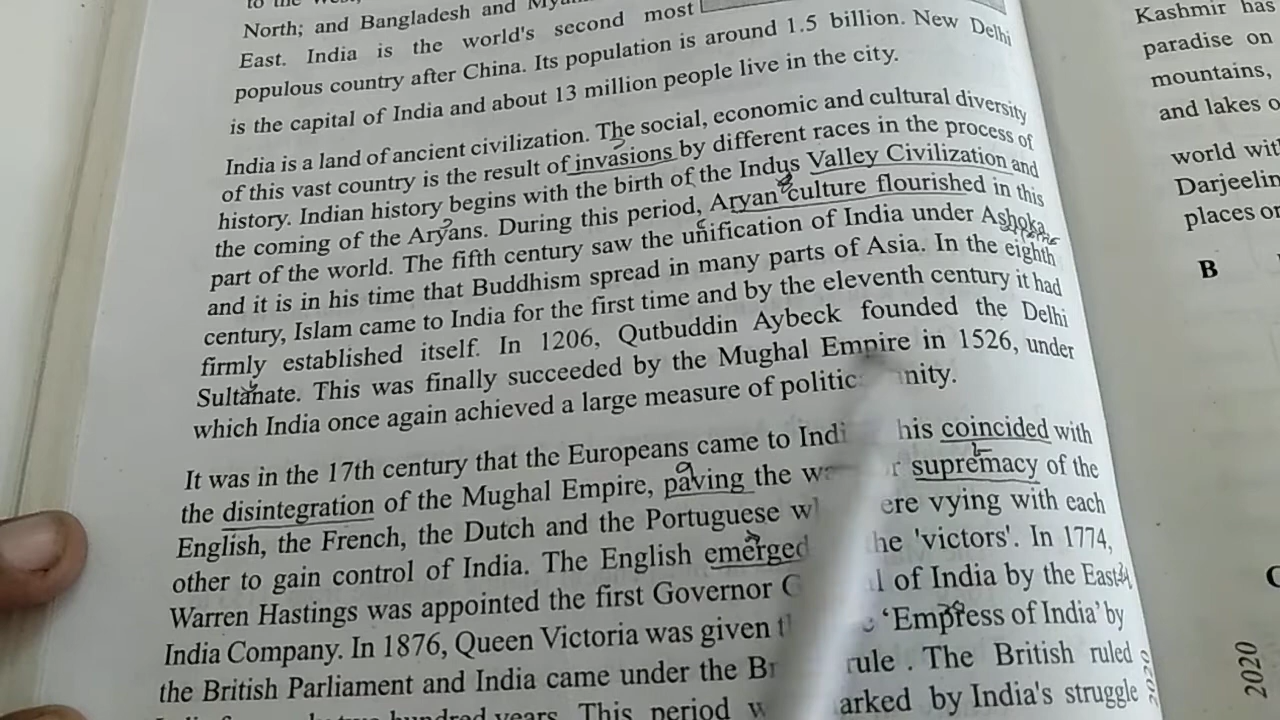 to the West,
North; and Bangladesh and
East. India is the world's second most
populous country after China. Its population is around 1.5 billion. New Delhi
is the capital of India and about 13 million people live in the city.
India is a land of ancient civilization. The social, economic and cultural diversity
of this vast country is the result of invasions by different races in the process of
history. Indian history begins with the birth of the Indus Valley Civilization and
the coming of the Aryans. During this period, Aryan culture flourished in this
part of the world. The fifth century saw the unification of India under Ashoka
and it is in his time that Buddhism spread in many parts of Asia. In the eighth
century, Islam came to India for the first time and by the eleventh century it had
firmly established itself. In 1206, Qutbuddin Aybeck founded the Delhi
Sultanate. This was finally succeeded by the Mughal Empire in 1526, under
which India once again achieved a large measure of unity.
It was in the 17th century that the Europeans came to his coincided with
the disintegration of the Mughal Empire, paving the supremacy of the
English, the French, the Dutch and the Portuguese ere vying with each
other to gain control of India. The English emerged he 'victors'. In 1774,
Warren Hastings was appointed the first Governor l of India by the East
India Company. In 1876, Queen Victoria was given 'Empress of India' by
the British Parliament and India came under the rule . The British ruled
hundred years. This period arked by India's struggle
2020
Kashmir has
paradise on
mountains,
and lakes
world
Darjeelin
places
B
C
2020